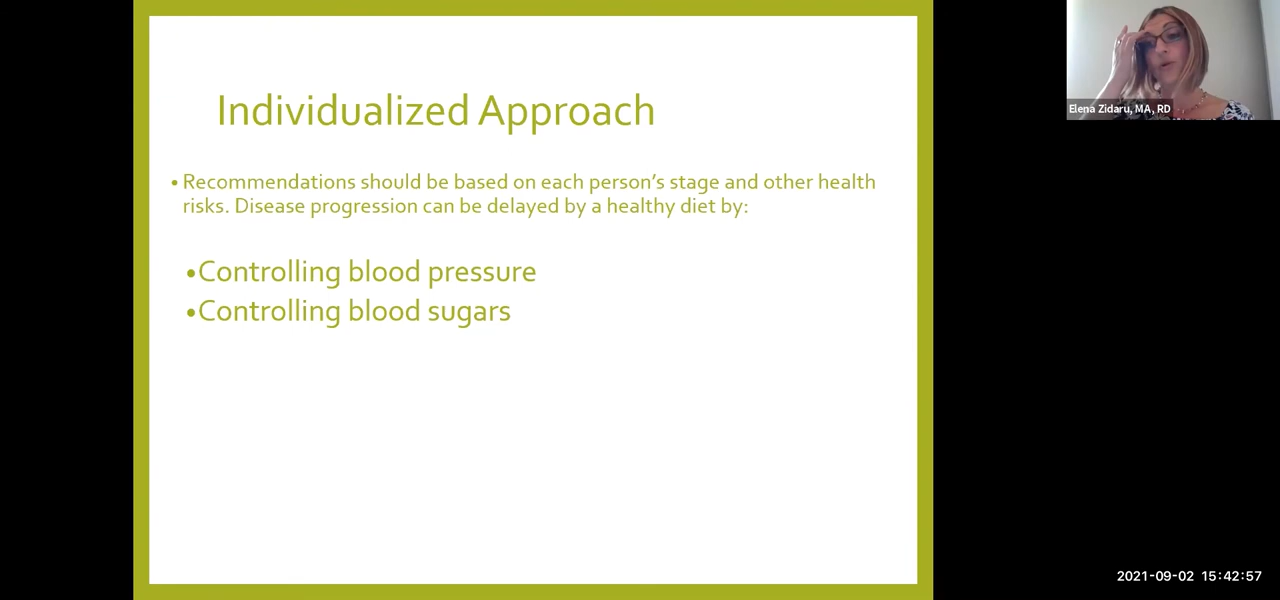 Individualized Approach
• Recommendations should be based on each person's stage and other health
risks. Disease progression can be delayed by a healthy diet by:
•Controlling blood pressure
•Controlling blood sugars
Elena Zidaru, MA, RD
2021-09-02 15:42:57